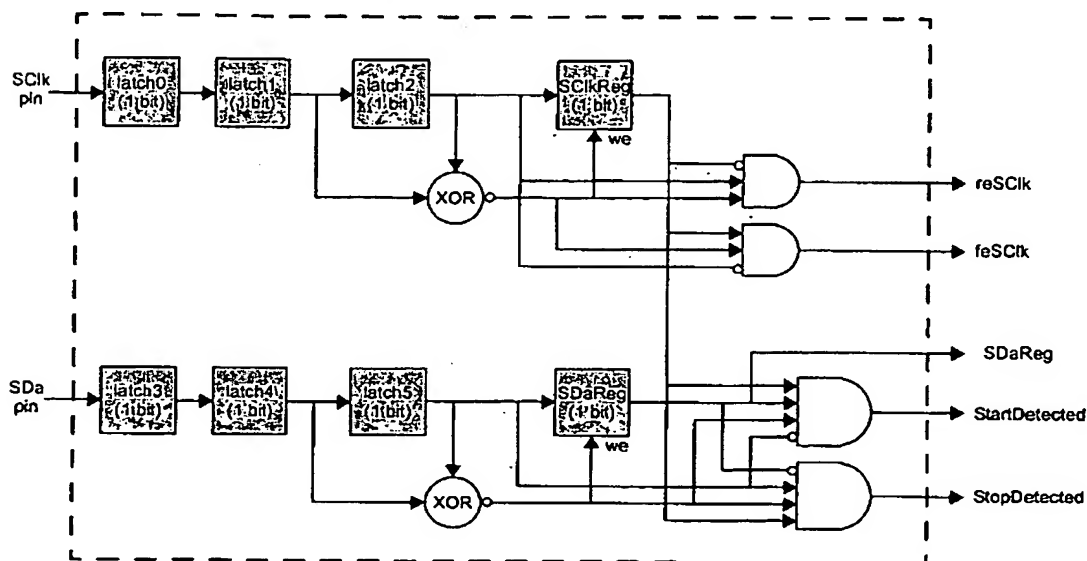 SClk
pin
latch0
(1 bit)
latch1
(1 bit)
latch2
(1 bit)
SClkReg
(1 bit)
we
XOR
reSClk
feSClk
SDa
pin
latch3
(1 bit)
latch4
(1 bit)
latch5
(1 bit)
SDaReg
(1 bit)
we
XOR
SDaReg
StartDetected
StopDetected